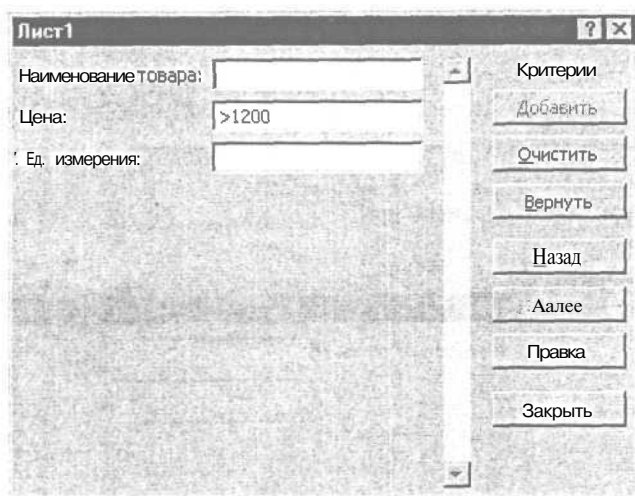 Лист1
Наименование товара:
Критерии
Цена: >1200
Добавить
Ед. измерения:
Очистить
Вернуть
Назад
Аалее
Правка
Закрыть